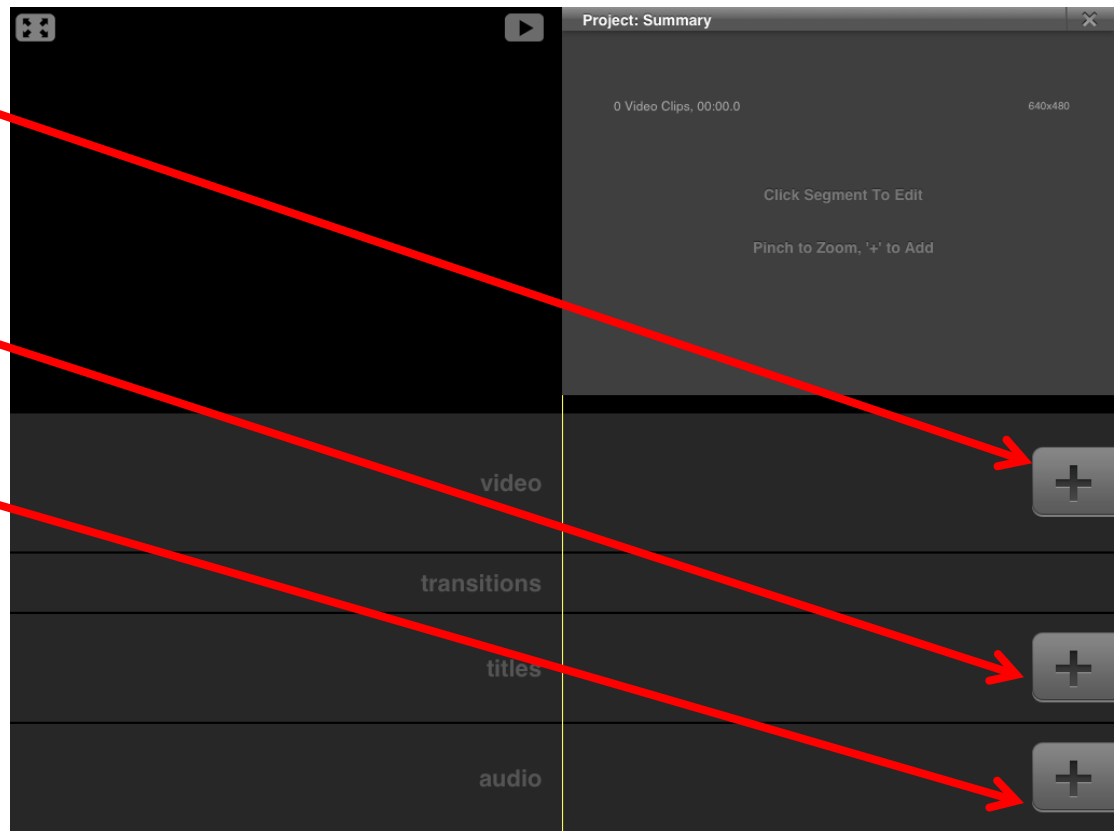 Project: Summary
0 Video Clips, 00:00.0 640x480
Click Segment To Edit
Pinch to Zoom, '+' to Add
video
transitions
titles
audio